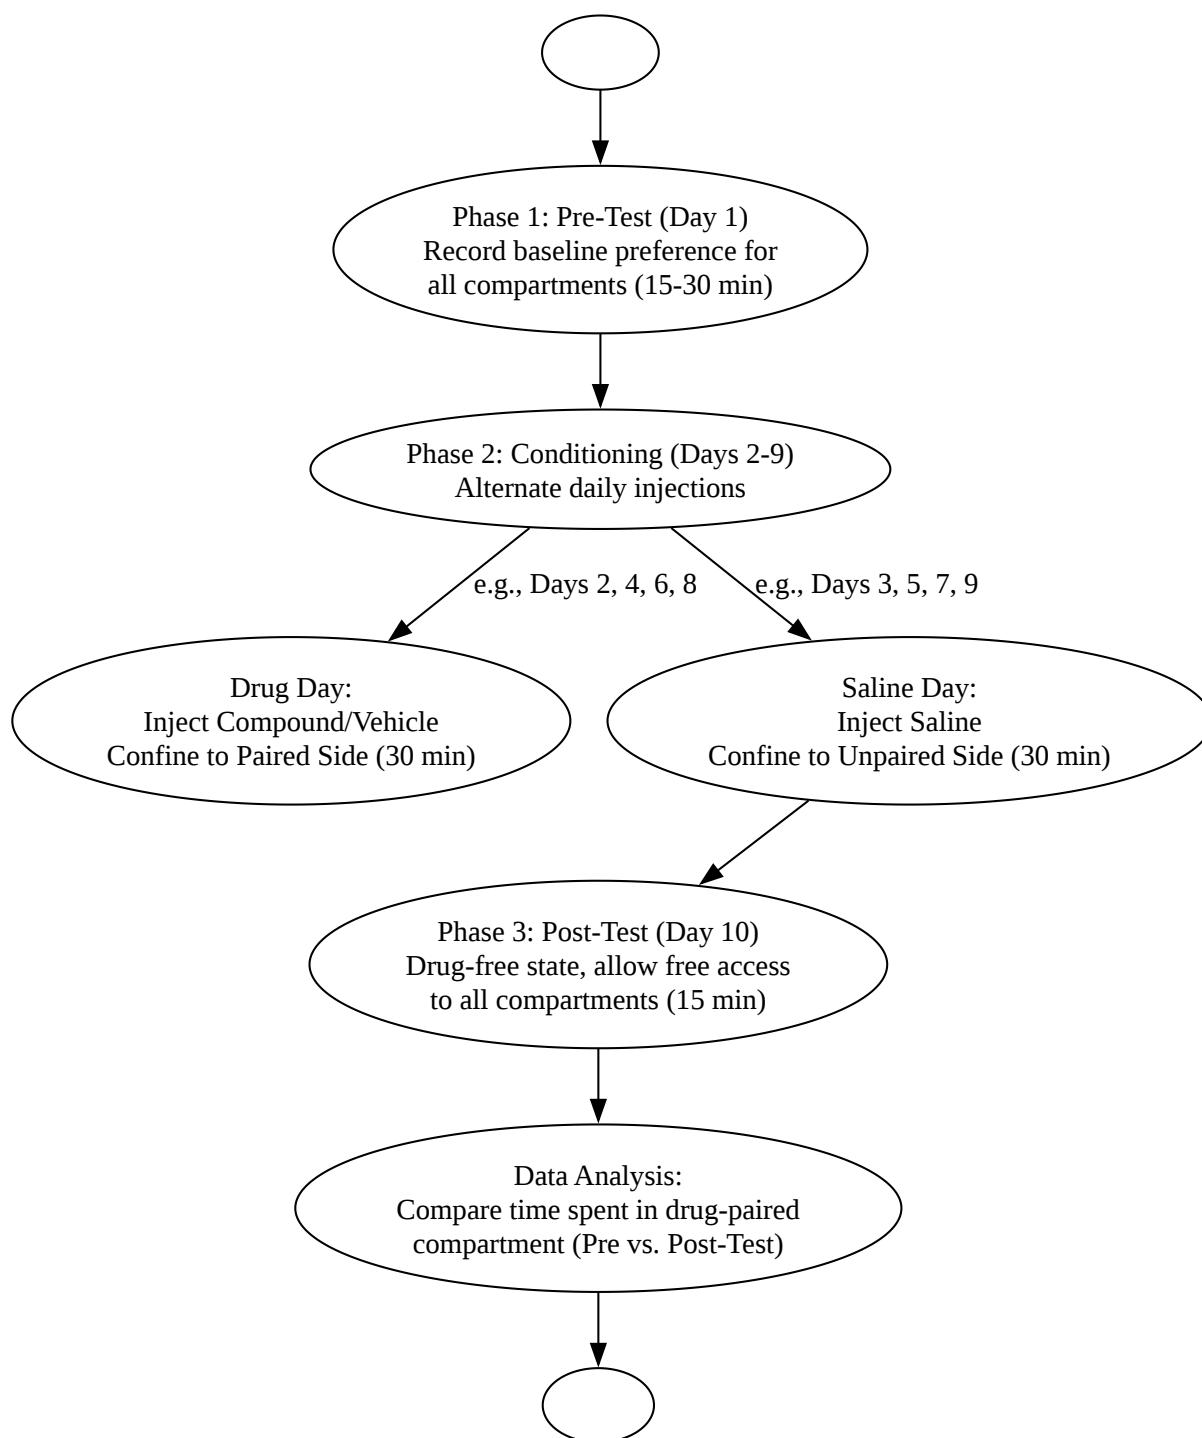 Phase 1: Pre-Test (Day 1)
Record baseline preference for
all compartments (15-30 min)
Phase 2: Conditioning (Days 2-9)
Alternate daily injections
e.g., Days 2, 4, 6, 8
e.g., Days 3, 5, 7, 9
Drug Day:
Inject Compound/Vehicle
Confine to Paired Side (30 min)
Saline Day:
Inject Saline
Confine to Unpaired Side (30 min)
Phase 3: Post-Test (Day 10)
Drug-free state, allow free access
to all compartments (15 min)
Data Analysis:
Compare time spent in drug-paired
compartment (Pre vs. Post-Test)